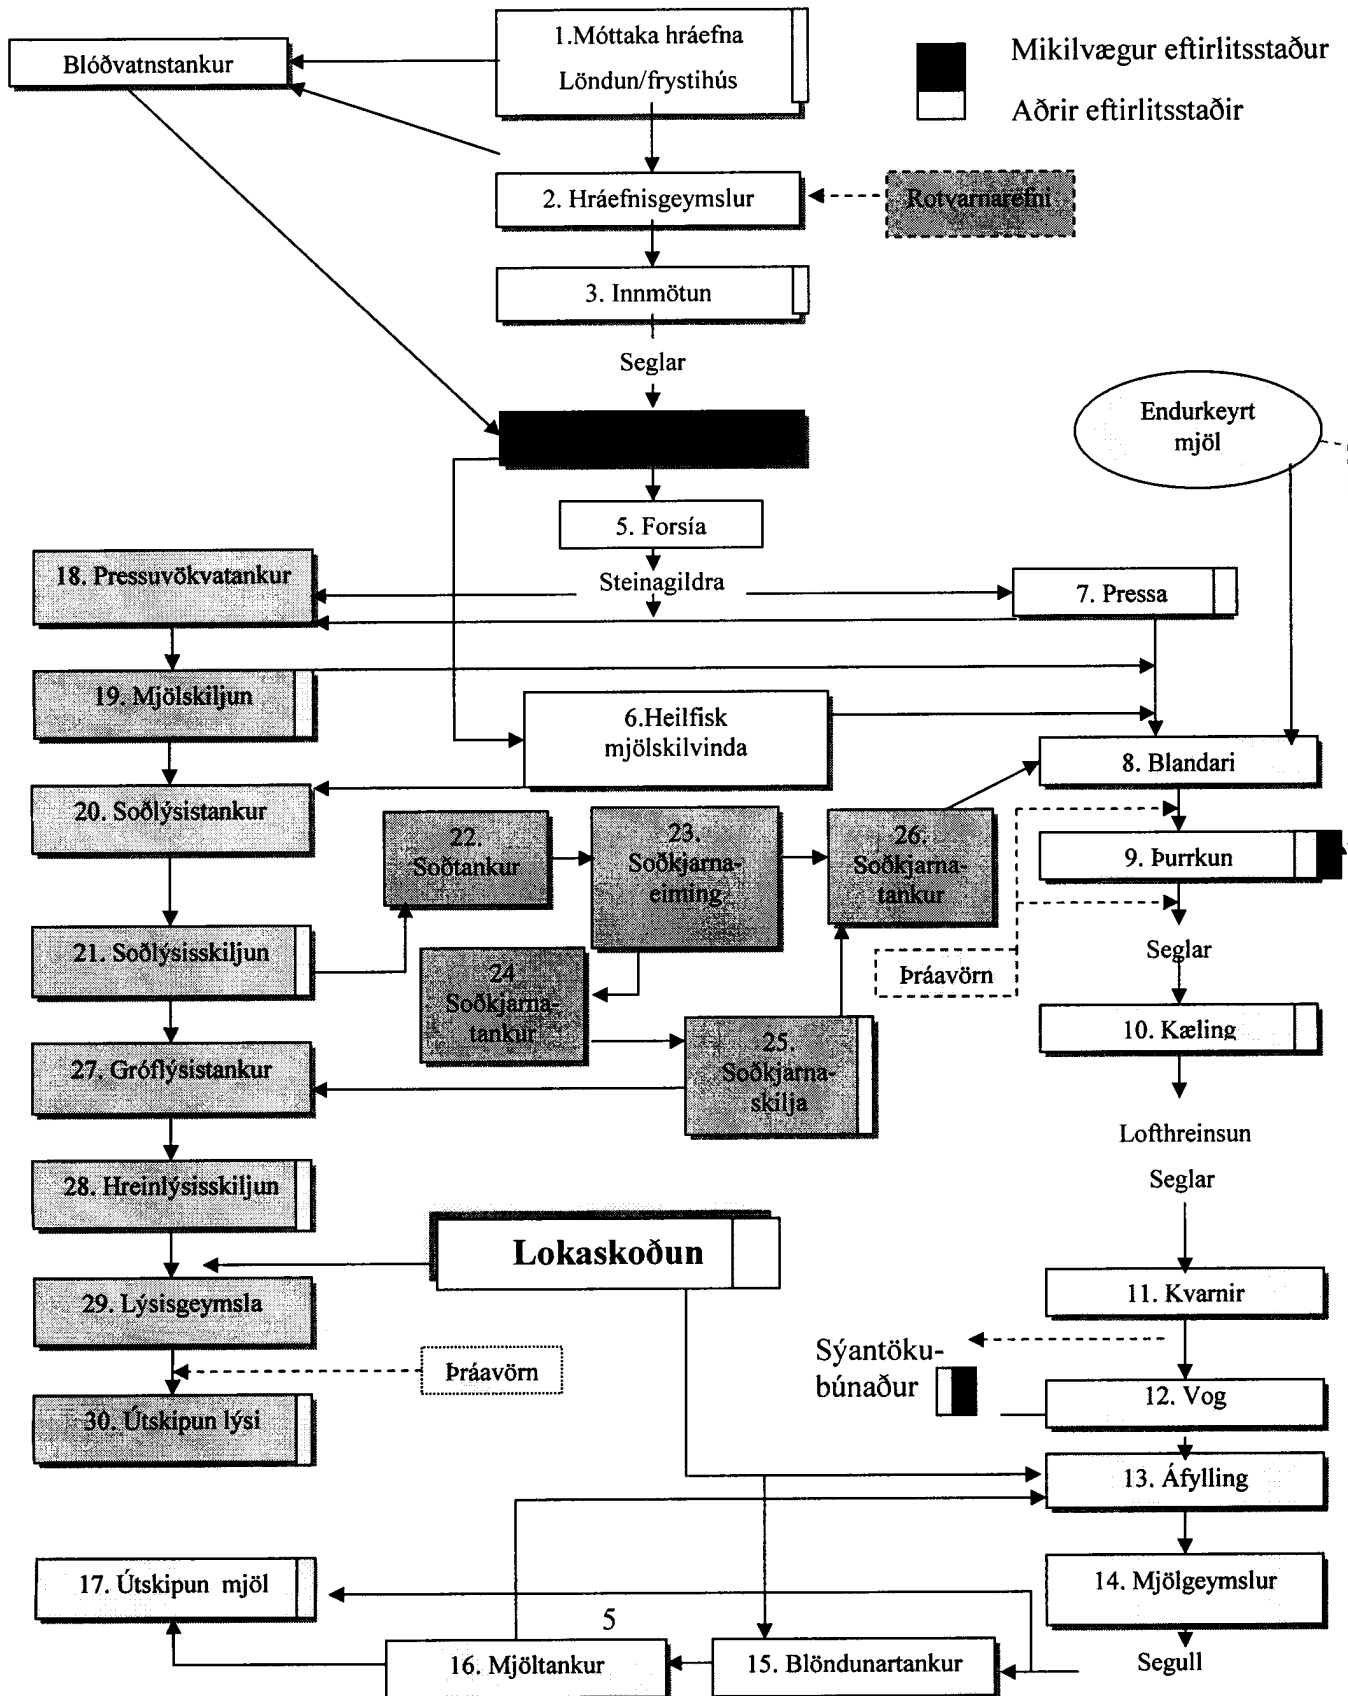 1.Móttaka hráefna
Löndun/frystihús
Blóðvatnstankur
Mikilvægur eftirlitsstaður
Aðrir eftirlitsstaðir
2. Hráefnisgeymslur
Rotvarnarefni
3. Innmötun
Seglar
Endurkeyrt
mjöl
5. Forsía
Steinagildra
18. Pressuvökvatankur
7. Pressa
19. Mjölskiljun
6.Heilfisk
mjölskilvinda
8. Blandari
20. Soðlýsistankur
22.
Soðtankur
23.
Soðkjarna-
eiming
26.
Soðkjarna-
tankur
9. Þurrkun
21. Soðlýsisskiljun
24
Soðkjarna-
tankur
Þráavörn
Seglar
25.
Soðkjarna-
skilja
10. Kæling
27. Gróflýsistankur
Lofthreinsun
Seglar
28. Hreinlýsisskiljun
Lokaskoðun
29. Lýsisgeymsla
11. Kvarnir
Sýantöku-
búnaður
Þráavörn
12. Vog
30. Útskipun lýsi
13. Áfylling
17. Útskipun mjöl
14. Mjölgeymslur
5
16. Mjöltankur
15. Blöndunartankur
Segull